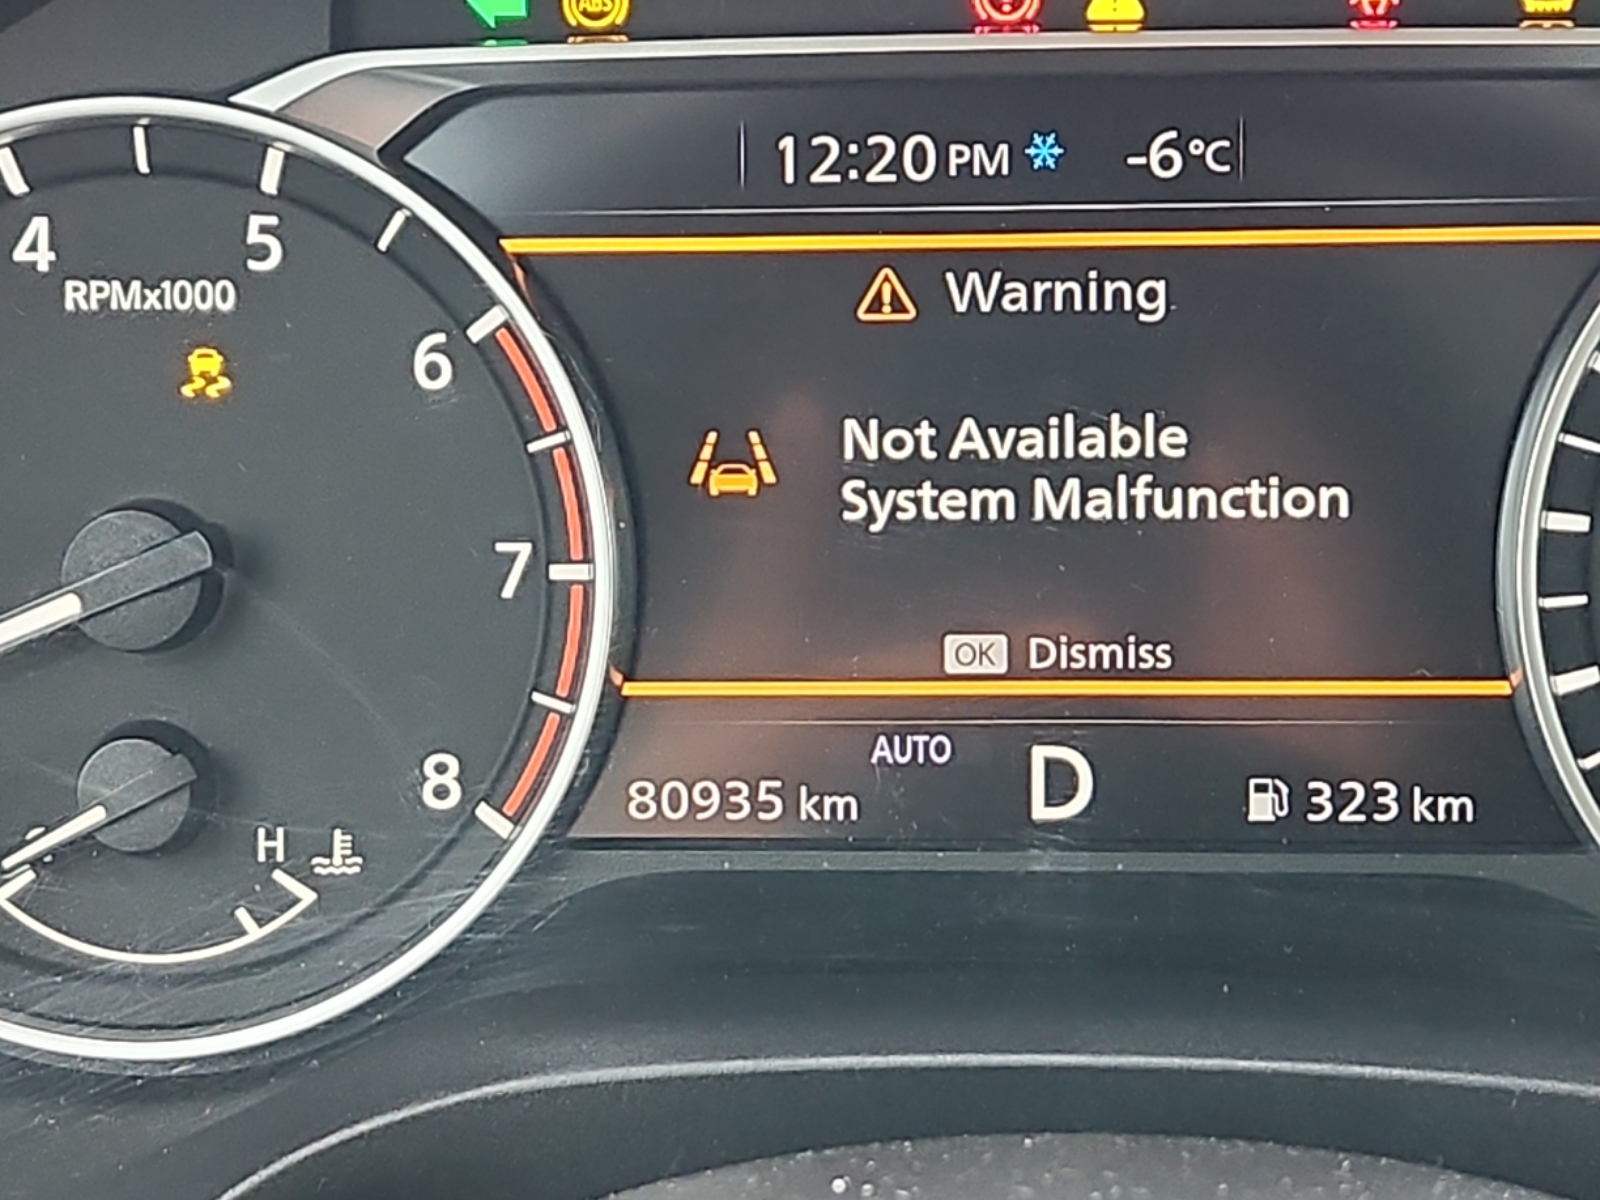 ABS
12:20 PM -6°C
4
5
RPMx1000
6
7
8
H
Warning
Not Available
System Malfunction
OK Dismiss
AUTO
D
80935 km
323 km